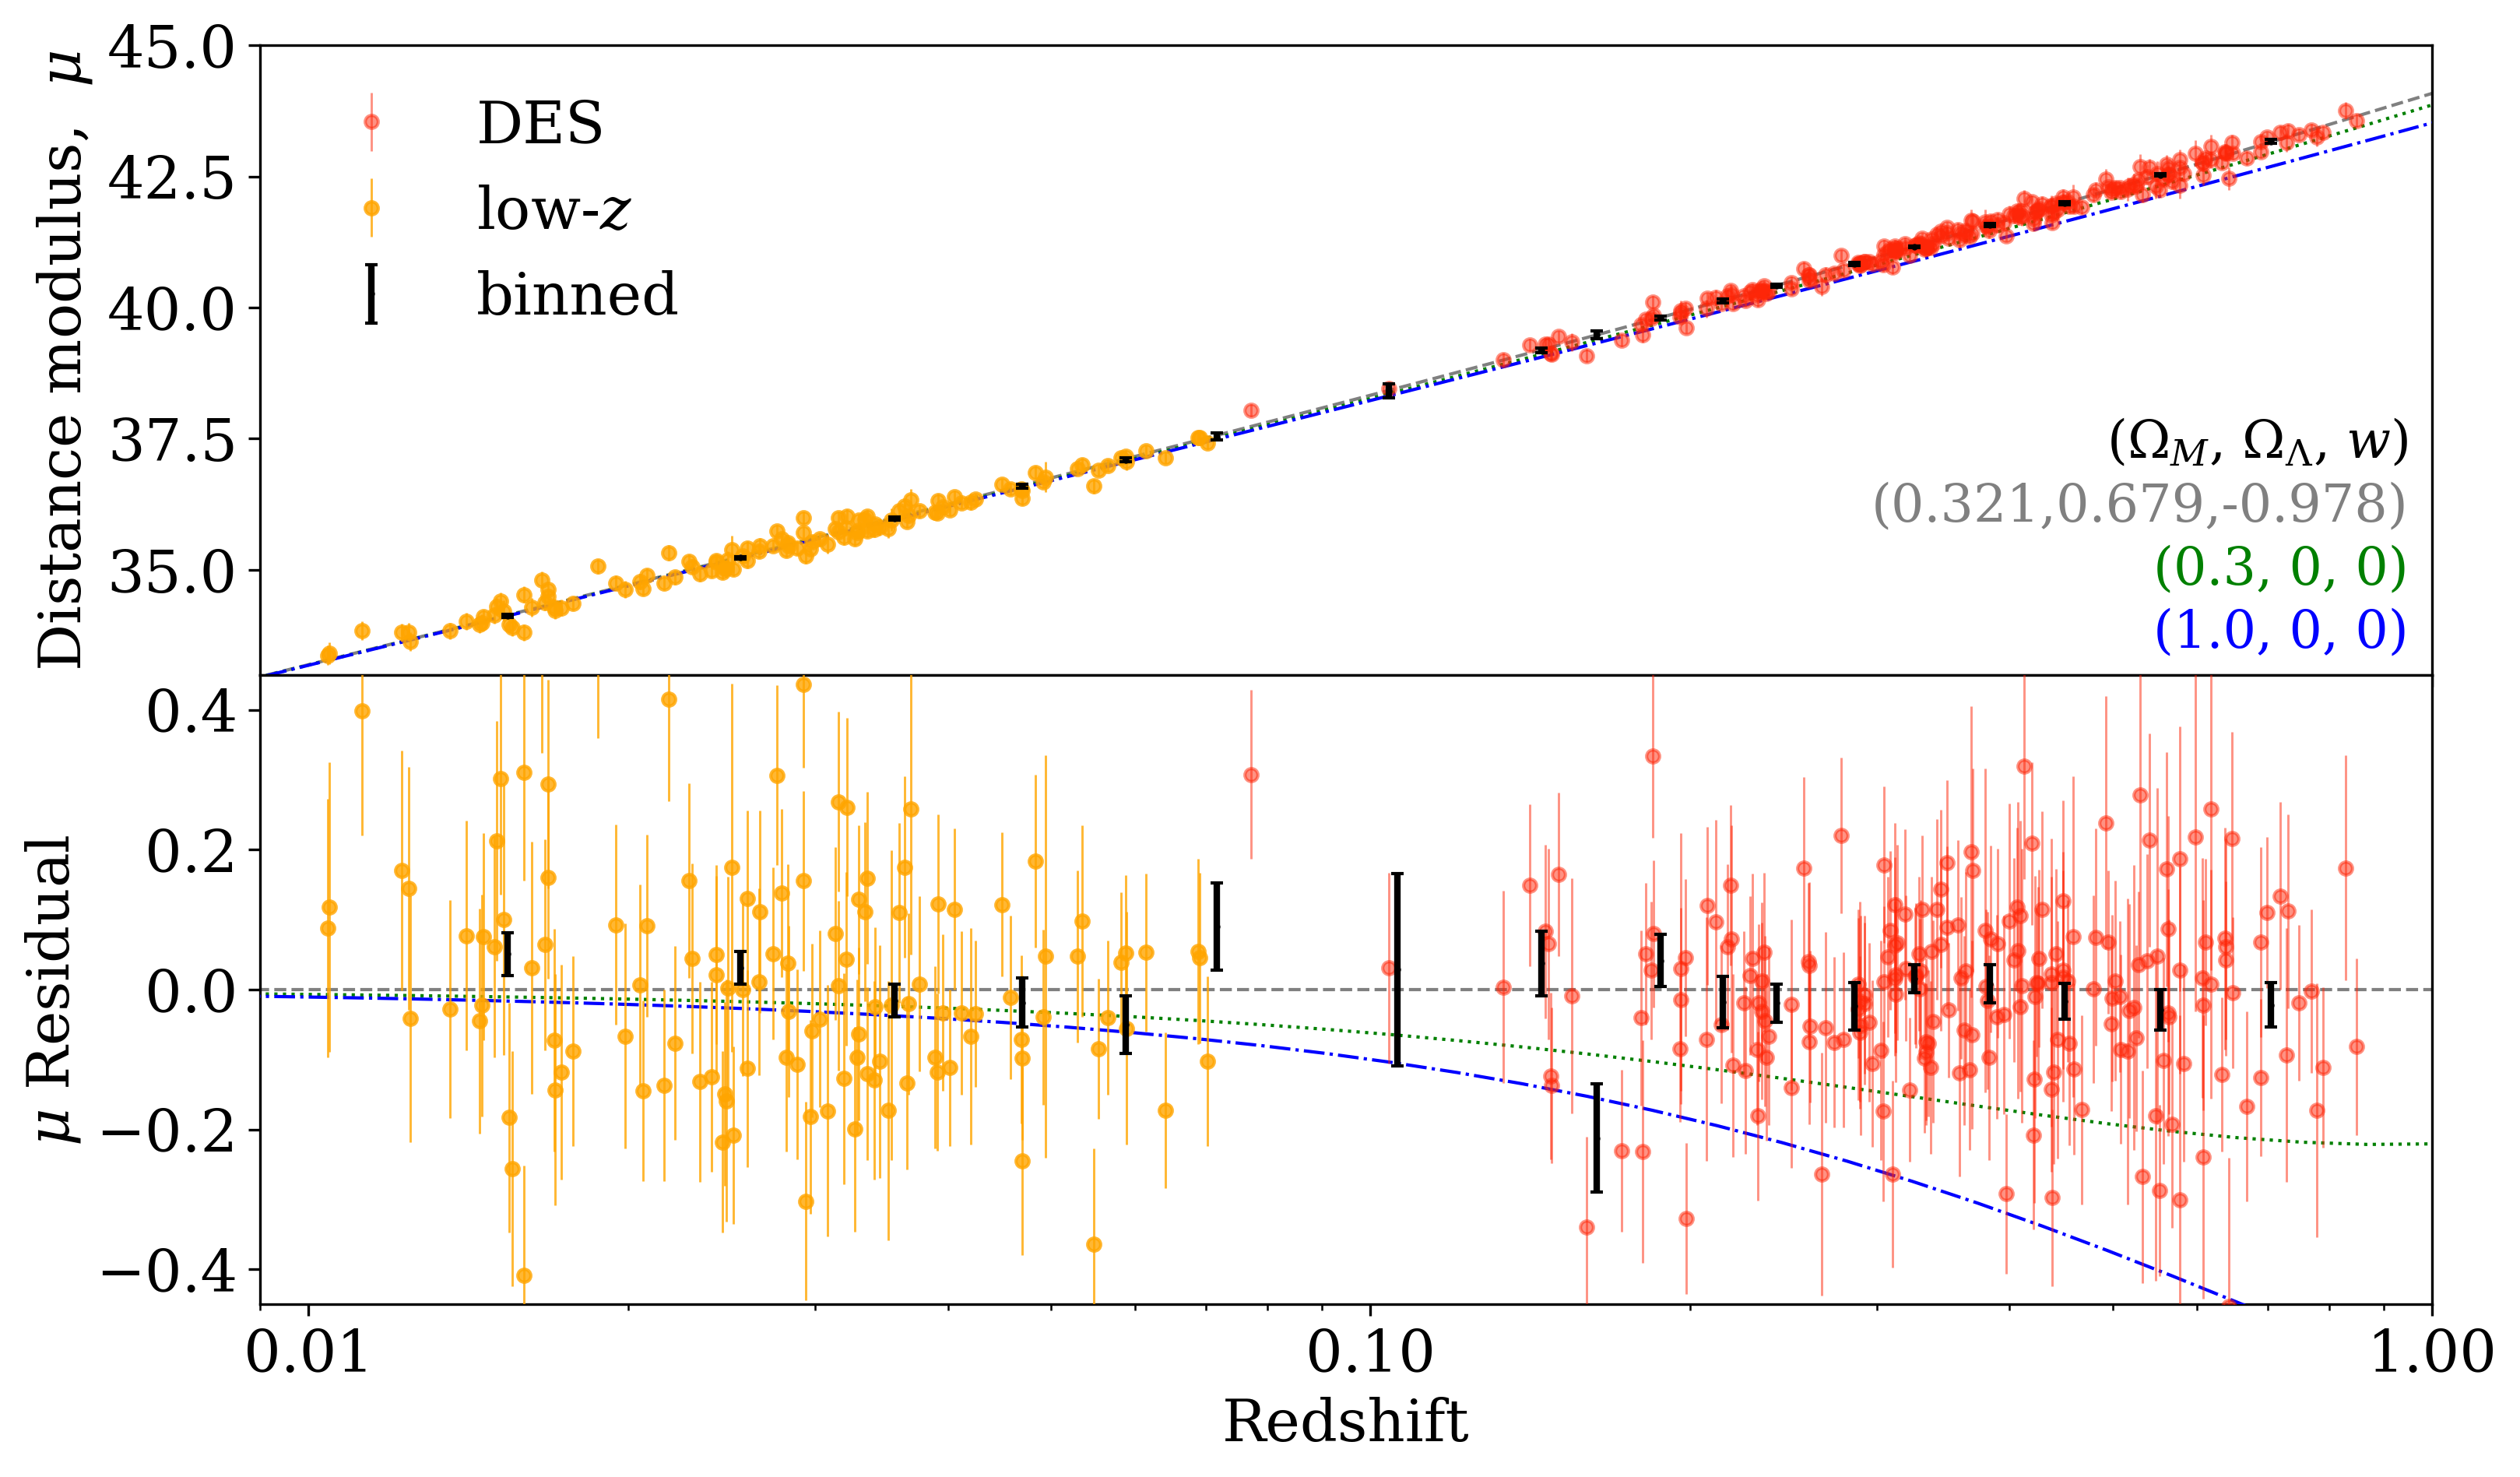 Distance modulus, μ
45.0
42.5
40.0
37.5
35.0
DES
low-z
binned
(Ω_M, Ω_Λ, w)
(0.321,0.679,-0.978)
(0.3, 0, 0)
(1.0, 0, 0)
μ Residual
0.4
0.2
0.0
−0.2
−0.4
0.01
0.10
1.00
Redshift